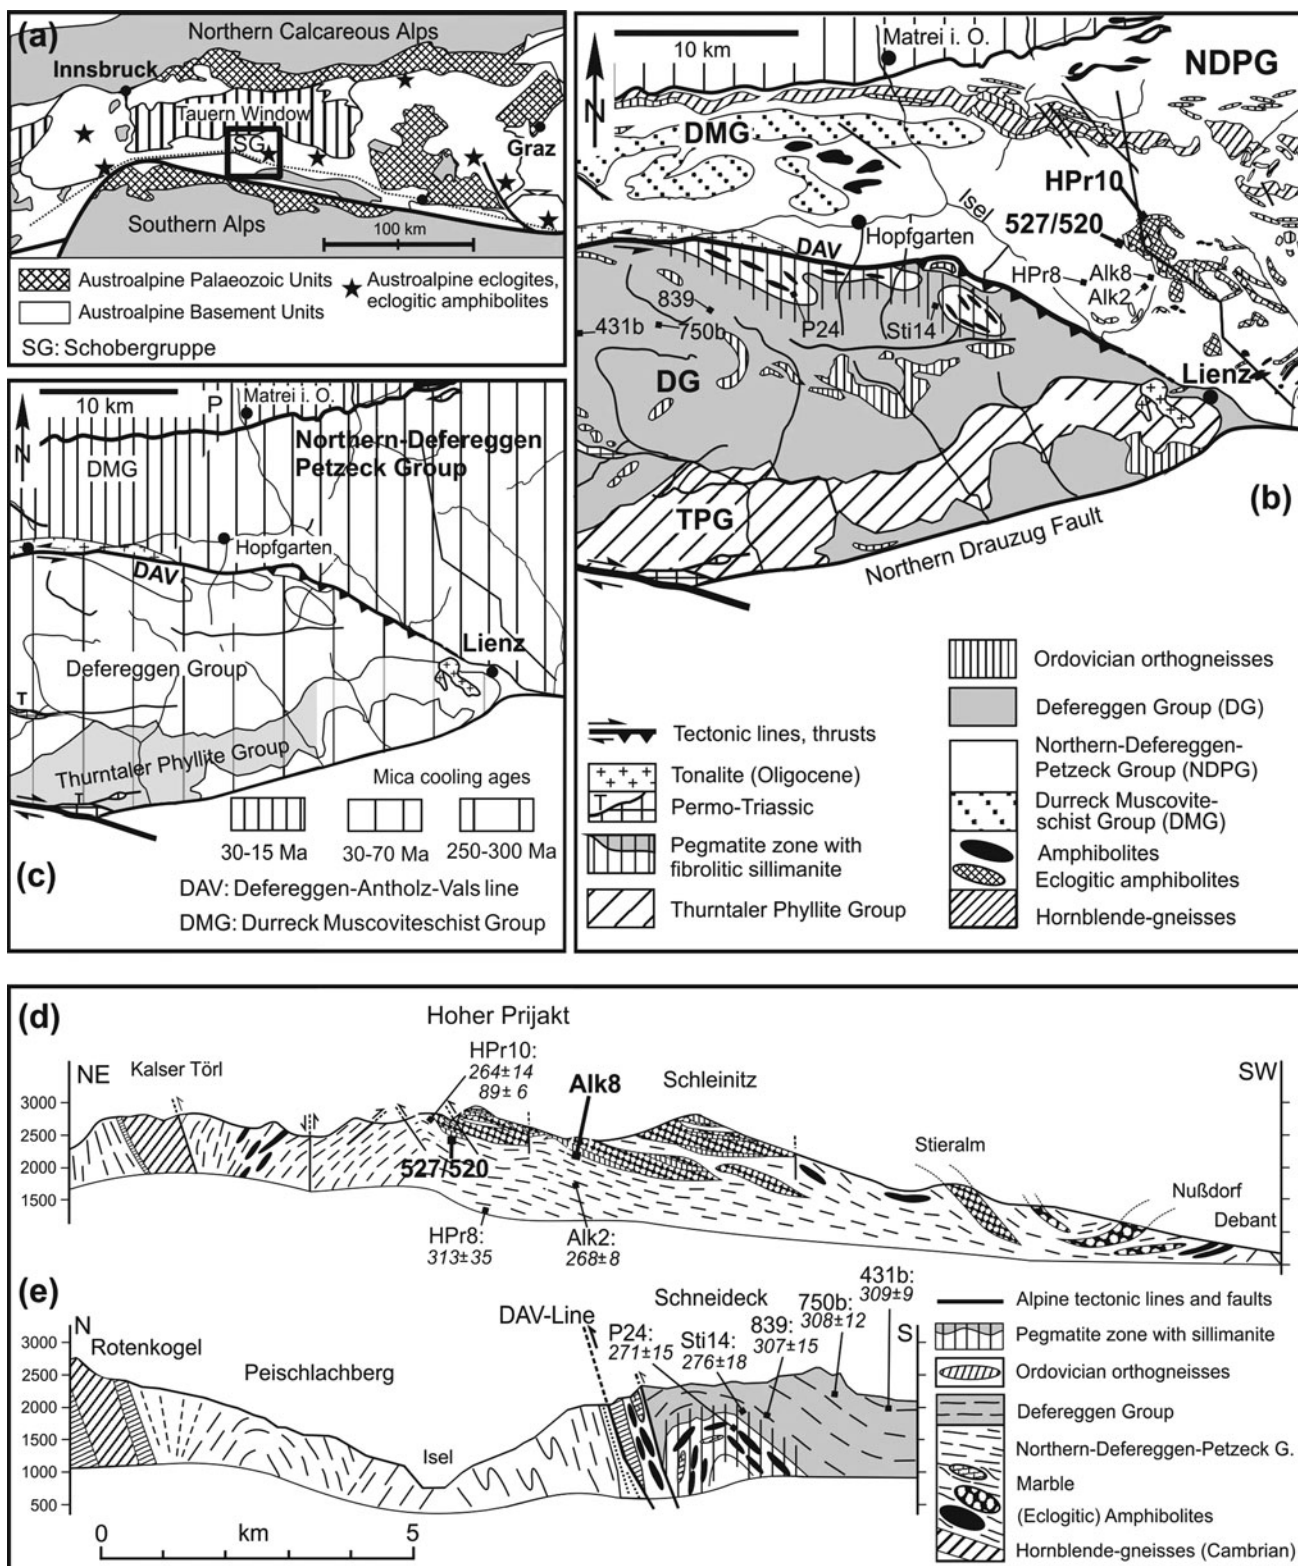 (a)
Northern Calcareous Alps
Innsbruck
Tauern Window
SG
Graz
Southern Alps
100 km
Austroalpine Palaeozoic Units
Austroalpine eclogites,
eclogitic amphibolites
Austroalpine Basement Units
SG: Schobergruppe
10 km
Matrei i. O.
NDPG
N
DMG
HPr10
Isel
527/520
Hopfgarten
DAV
HPr8
Alk8
Alk2
839
431b
750b
P24
Sti14
DG
Lienz
TPG
(b)
Northern Drauzug Fault
Ordovician orthogneisses
Defereggen Group (DG)
Tectonic lines, thrusts
Northern-Defereggen-
Petzeck Group (NDPG)
Tonalite (Oligocene)
T
Permo-Triassic
Durreck Muscovite-
schist Group (DMG)
Pegmatite zone with
fibrolitic sillimanite
Amphibolites
Eclogitic amphibolites
Thurntaler Phyllite Group
Hornblende-gneisses
10 km
P
Matrei i. O.
N
DMG
Northern-Defereggen
Petzeck Group
Hopfgarten
DAV
Lienz
Defereggen Group
T
Thurntaler Phyllite Group
T
Mica cooling ages
30-15 Ma
30-70 Ma
250-300 Ma
(c)
DAV: Defereggen-Antholz-Vals line
DMG: Durreck Muscoviteschist Group
(d)
Hoher Prijakt
NE
Kalser Törl
HPr10:
264±14
89± 6
Alk8
Schleinitz
SW
3000
2500
2000
1500
3000
2500
2000
1500
527/520
Stieralm
Nußdorf
Debant
HPr8:
313±35
Alk2:
268±8
(e)
N
Rotenkogel
Peischlachberg
Isel
DAV-Line
P24:
271±15
Schneideck
Sti14:
276±18
839:
307±15
750b:
308±12
431b:
309±9
S
3000
2500
2000
1500
1000
500
3000
2500
2000
1500
1000
500
0
km
5
Alpine tectonic lines and faults
Pegmatite zone with sillimanite
Ordovician orthogneisses
Defereggen Group
Northern-Defereggen-Petzeck G.
Marble
(Eclogitic) Amphibolites
Hornblende-gneisses (Cambrian)